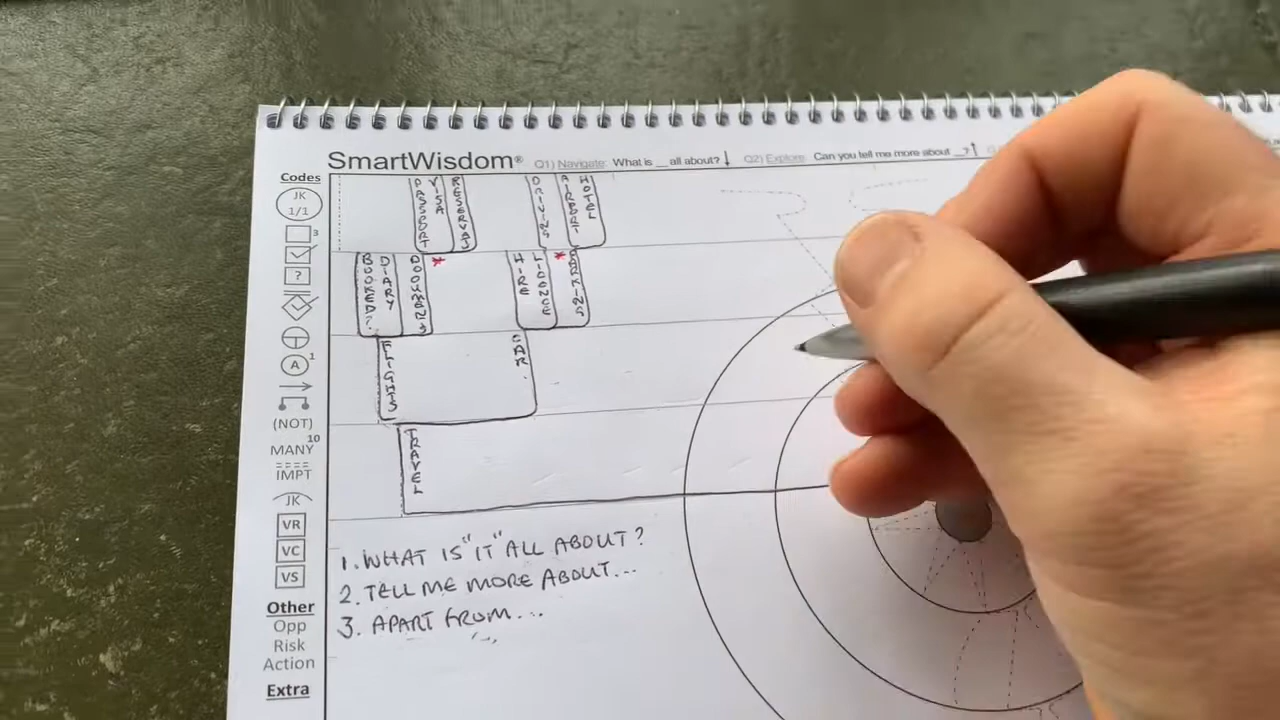 SmartWisdom® Q1) Navigate: What is __ all about?↓ Q2) Explore: Can you tell me more about __?↑
Codes
JK
1/1
3
?
A 1
(NOT)
MANY 10
IMPT
JK
VR
VC
VS
Other
Opp
Risk
Action
Extra
PASSPORT
VISA
DRIVING
AIRPORT
HOTEL
BOOKED?
DIARY
*
HIRE
LICENCE
*
PARKING
FLIGHTS
CAR.
TRAVEL
1. WHAT IS "IT" ALL ABOUT?
2. TELL ME MORE ABOUT...
3. APART FROM...